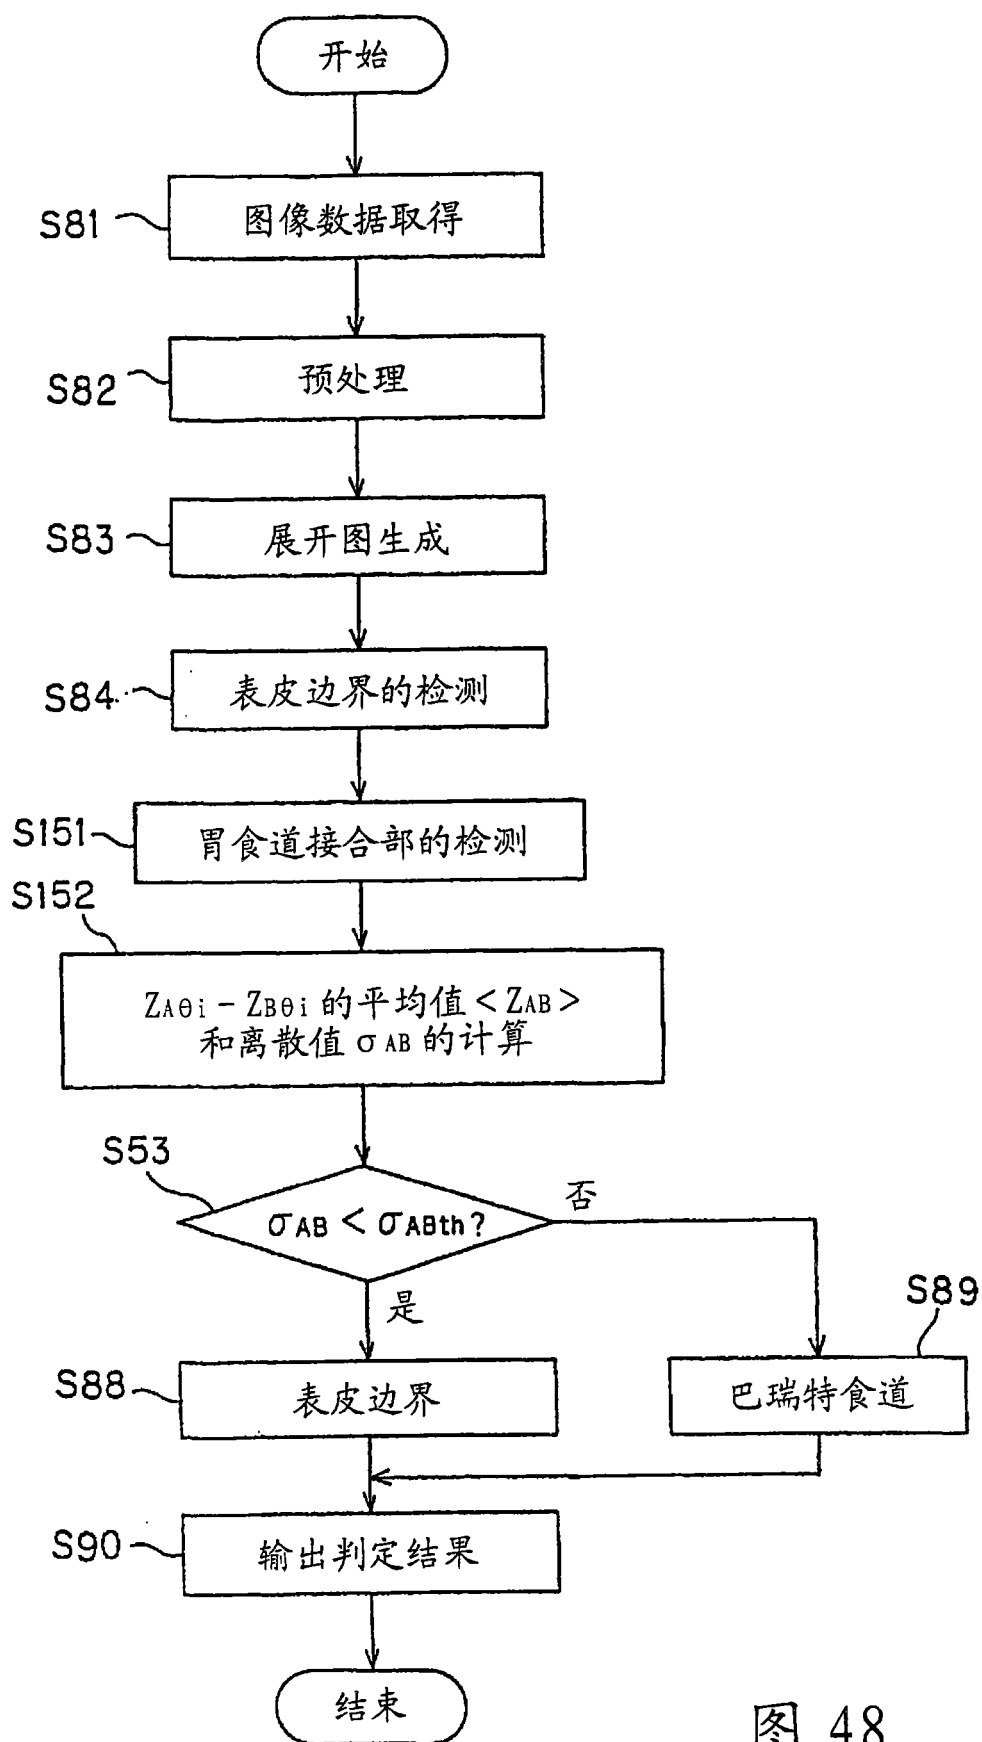 开始
S81
图像数据取得
S82
预处理
S83
展开图生成
S84
表皮边界的检测
S151
胃食道接合部的检测
S152
ZAθi - ZBθi 的平均值 < ZAB >
和离散值 σAB 的计算
S53
σAB < σABth?
否
是
S89
S88
表皮边界
巴瑞特食道
S90
输出判定结果
结束
图 48